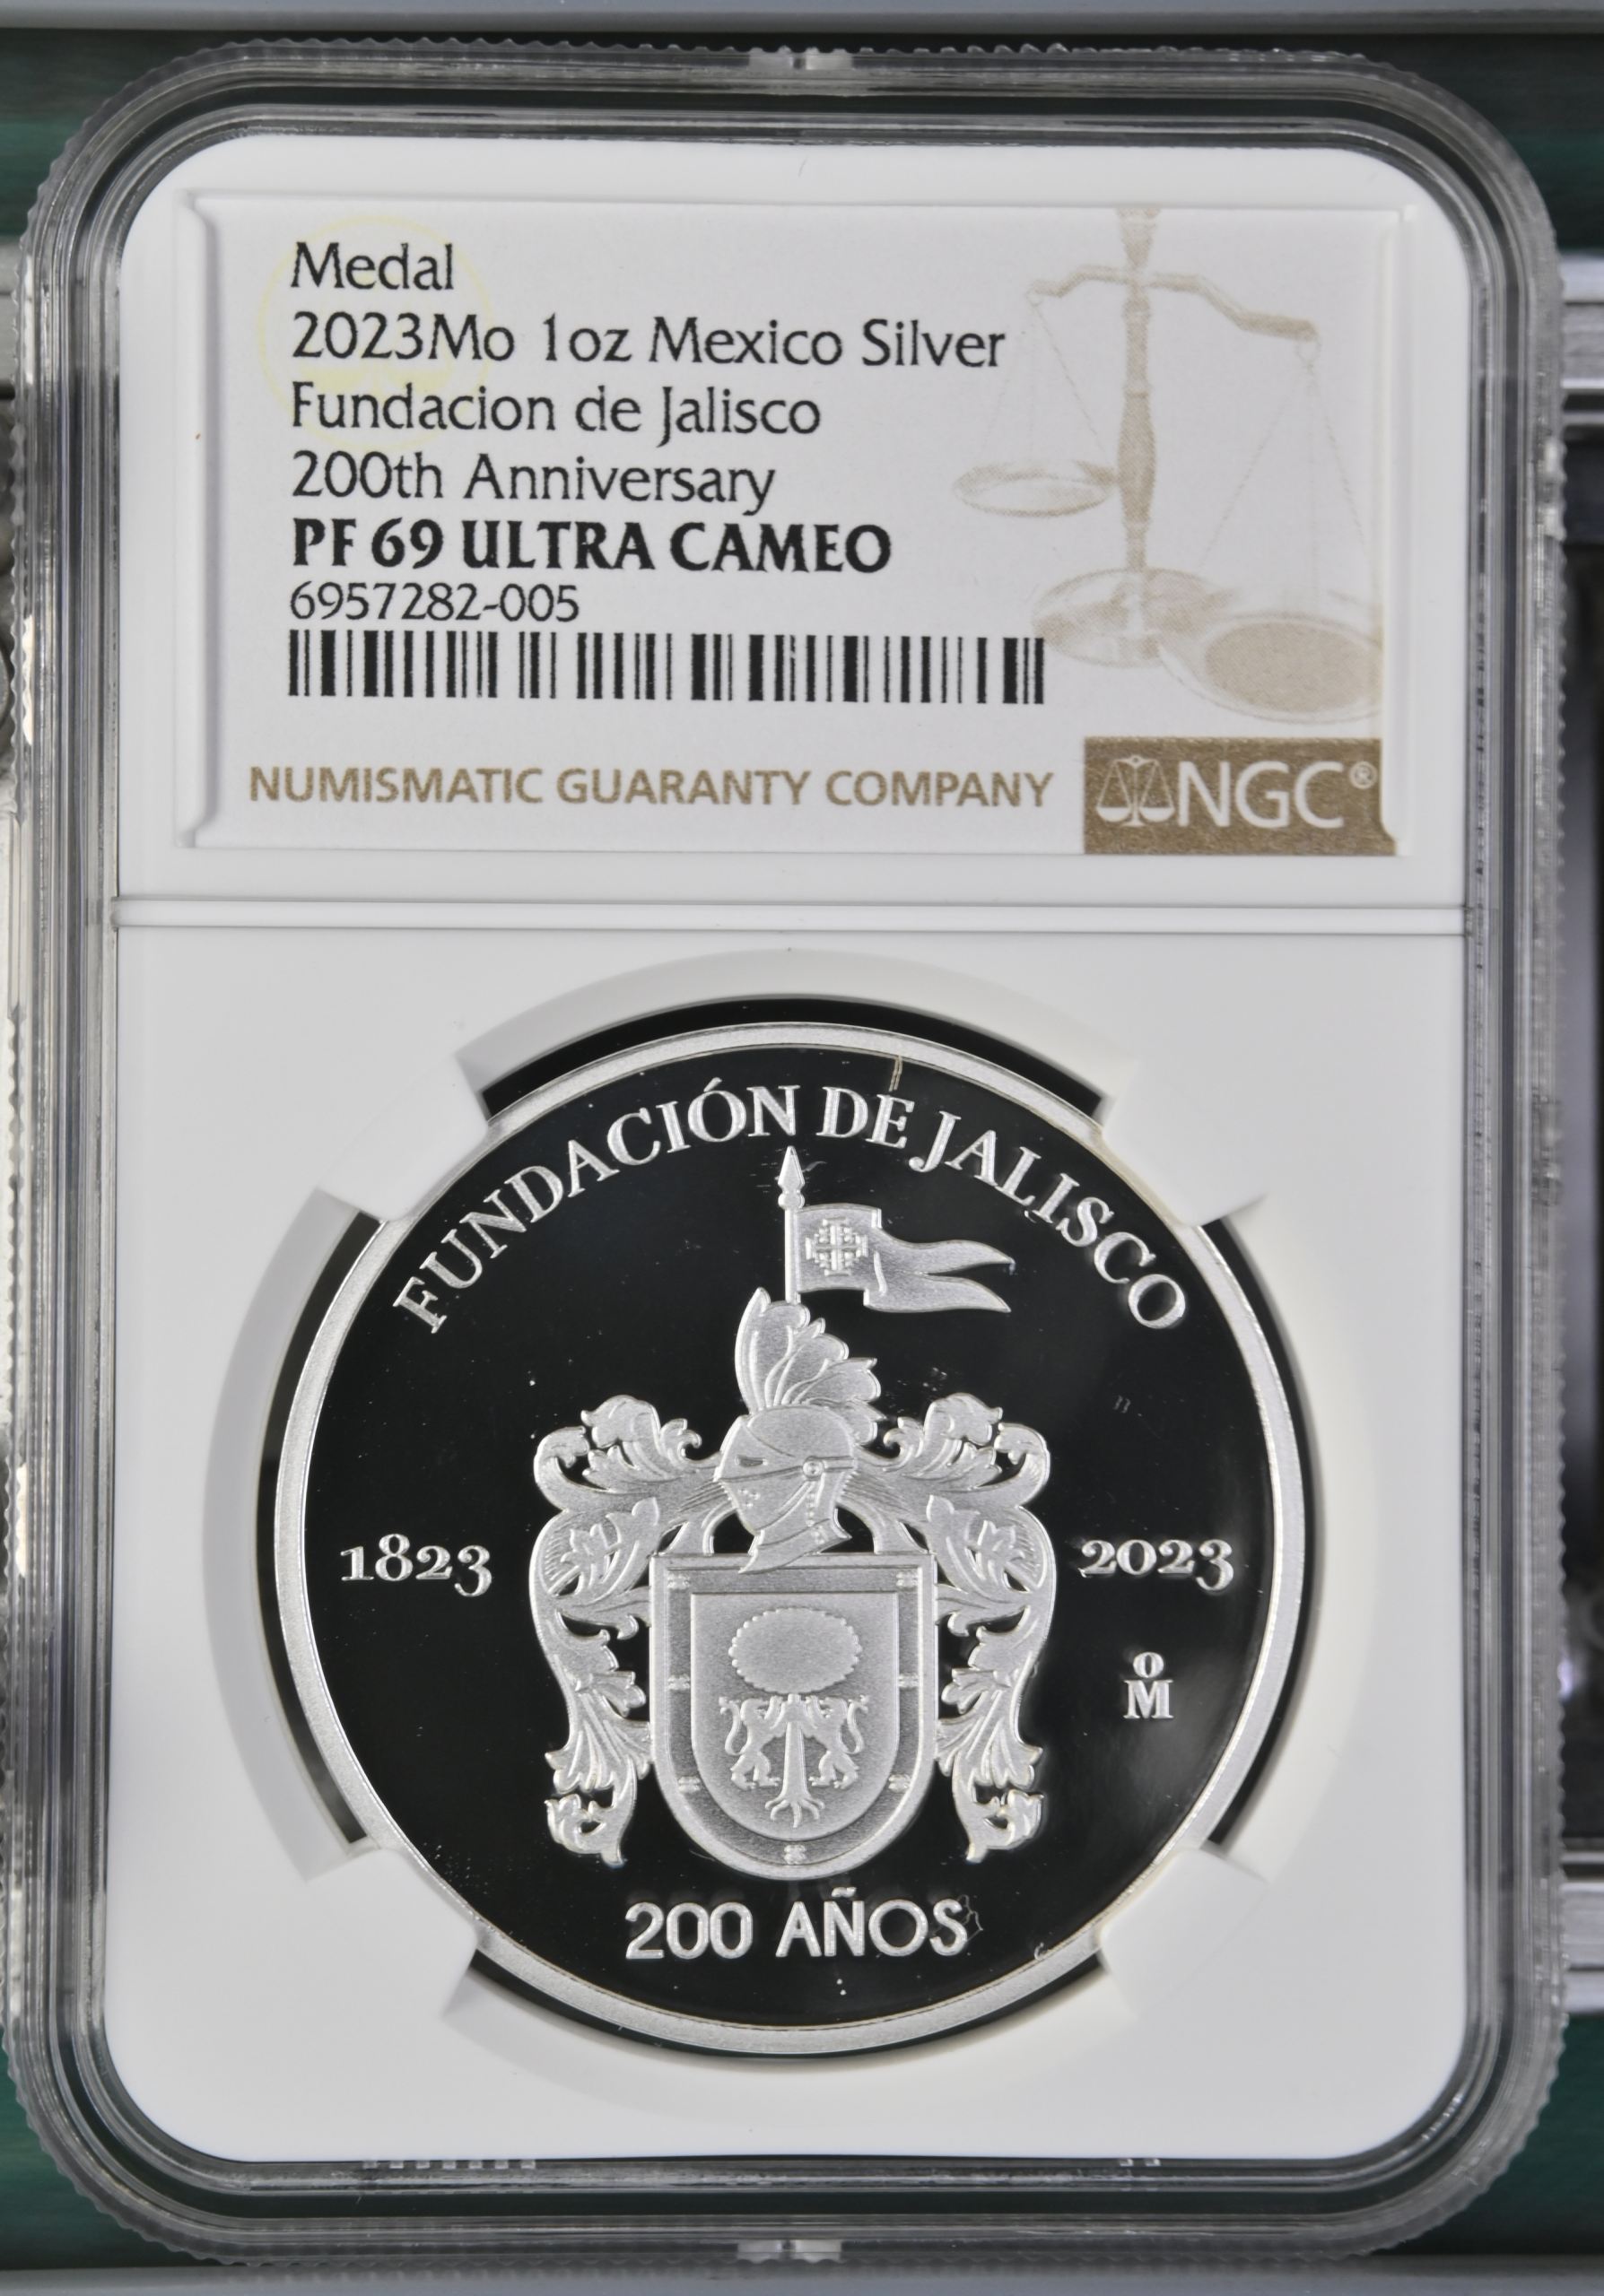 Medal
2023Mo 1oz Mexico Silver
Fundacion de Jalisco
200th Anniversary
PF 69 ULTRA CAMEO
6957282-005
NUMISMATIC GUARANTY COMPANY
NGC®
FUNDACIÓN DE JALISCO
1823
2023
oM
200 AÑOS